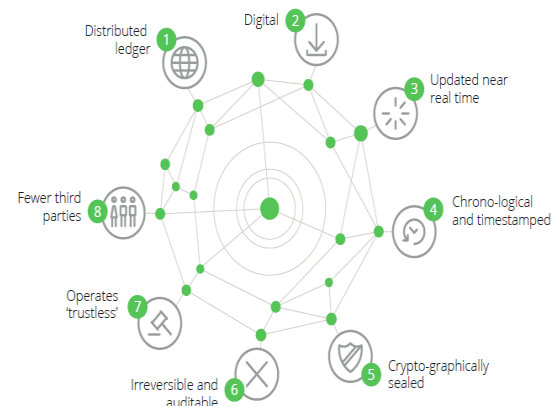 1
Distributed
ledger
2
Digital
3
Updated near
real time
4
Chrono-logical
and timestamped
5
Crypto-graphically
sealed
6
Irreversible and
auditable
7
Operates
'trustless'
8
Fewer third
parties